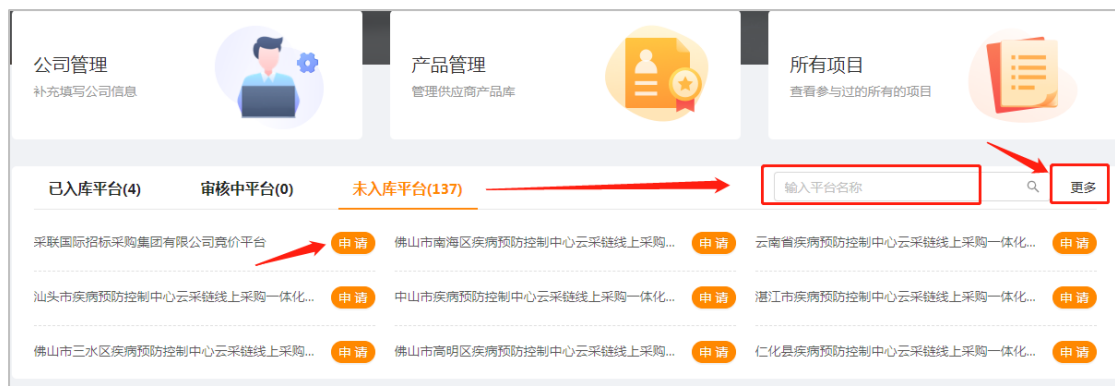 公司管理
补充填写公司信息
产品管理
管理供应商产品库
所有项目
查看参与过的所有的项目
已入库平台(4) 审核中平台(0) 未入库平台(137) 输入平台名称 更多
采联国际招标采购集团有限公司竞价平台 申请 佛山市南海区疾病预防控制中心云采链线上采购... 申请 云南省疾病预防控制中心云采链线上采购一体化... 申请
汕头市疾病预防控制中心云采链线上采购一体化... 申请 中山市疾病预防控制中心云采链线上采购一体化... 申请 湛江市疾病预防控制中心云采链线上采购一体化... 申请
佛山市三水区疾病预防控制中心云采链线上采购... 申请 佛山市高明区疾病预防控制中心云采链线上采购... 申请 仁化县疾病预防控制中心云采链线上采购一体化... 申请